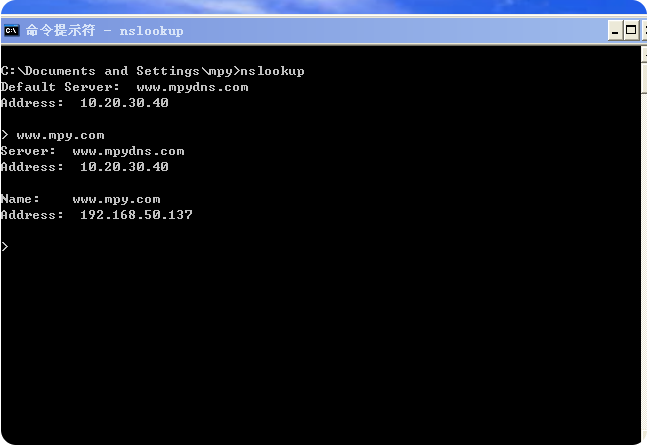 命令提示符 - nslookup
C:\Documents and Settings\mpy>nslookup
Default Server:  www.mpydns.com
Address:  10.20.30.40
> www.mpy.com
Server:  www.mpydns.com
Address:  10.20.30.40
Name:    www.mpy.com
Address:  192.168.50.137
>